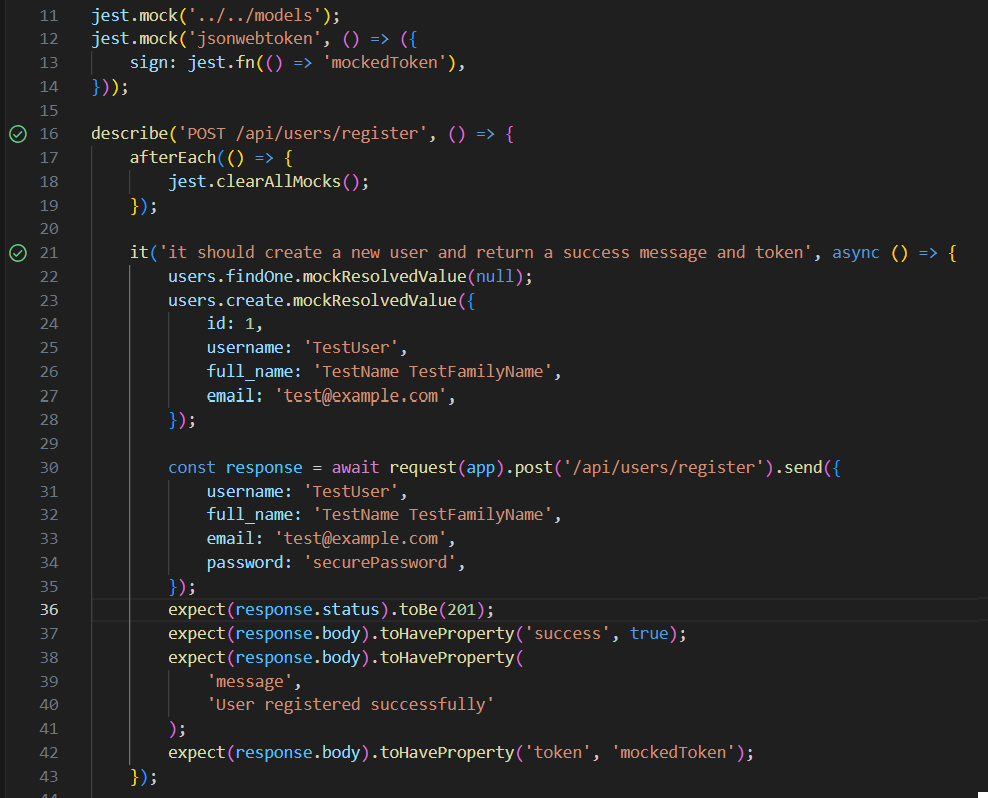 11 jest.mock('../../models');
12 jest.mock('jsonwebtoken', () => ({
13     sign: jest.fn(() => 'mockedToken'),
14 }));
15
16 describe('POST /api/users/register', () => {
17     afterEach(() => {
18         jest.clearAllMocks();
19     });
20
21     it('it should create a new user and return a success message and token', async () => {
22         users.findOne.mockResolvedValue(null);
23         users.create.mockResolvedValue({
24             id: 1,
25             username: 'TestUser',
26             full_name: 'TestName TestFamilyName',
27             email: 'test@example.com',
28         });
29
30         const response = await request(app).post('/api/users/register').send({
31             username: 'TestUser',
32             full_name: 'TestName TestFamilyName',
33             email: 'test@example.com',
34             password: 'securePassword',
35         });
36         expect(response.status).toBe(201);
37         expect(response.body).toHaveProperty('success', true);
38         expect(response.body).toHaveProperty(
39             'message',
40             'User registered successfully'
41         );
42         expect(response.body).toHaveProperty('token', 'mockedToken');
43     });